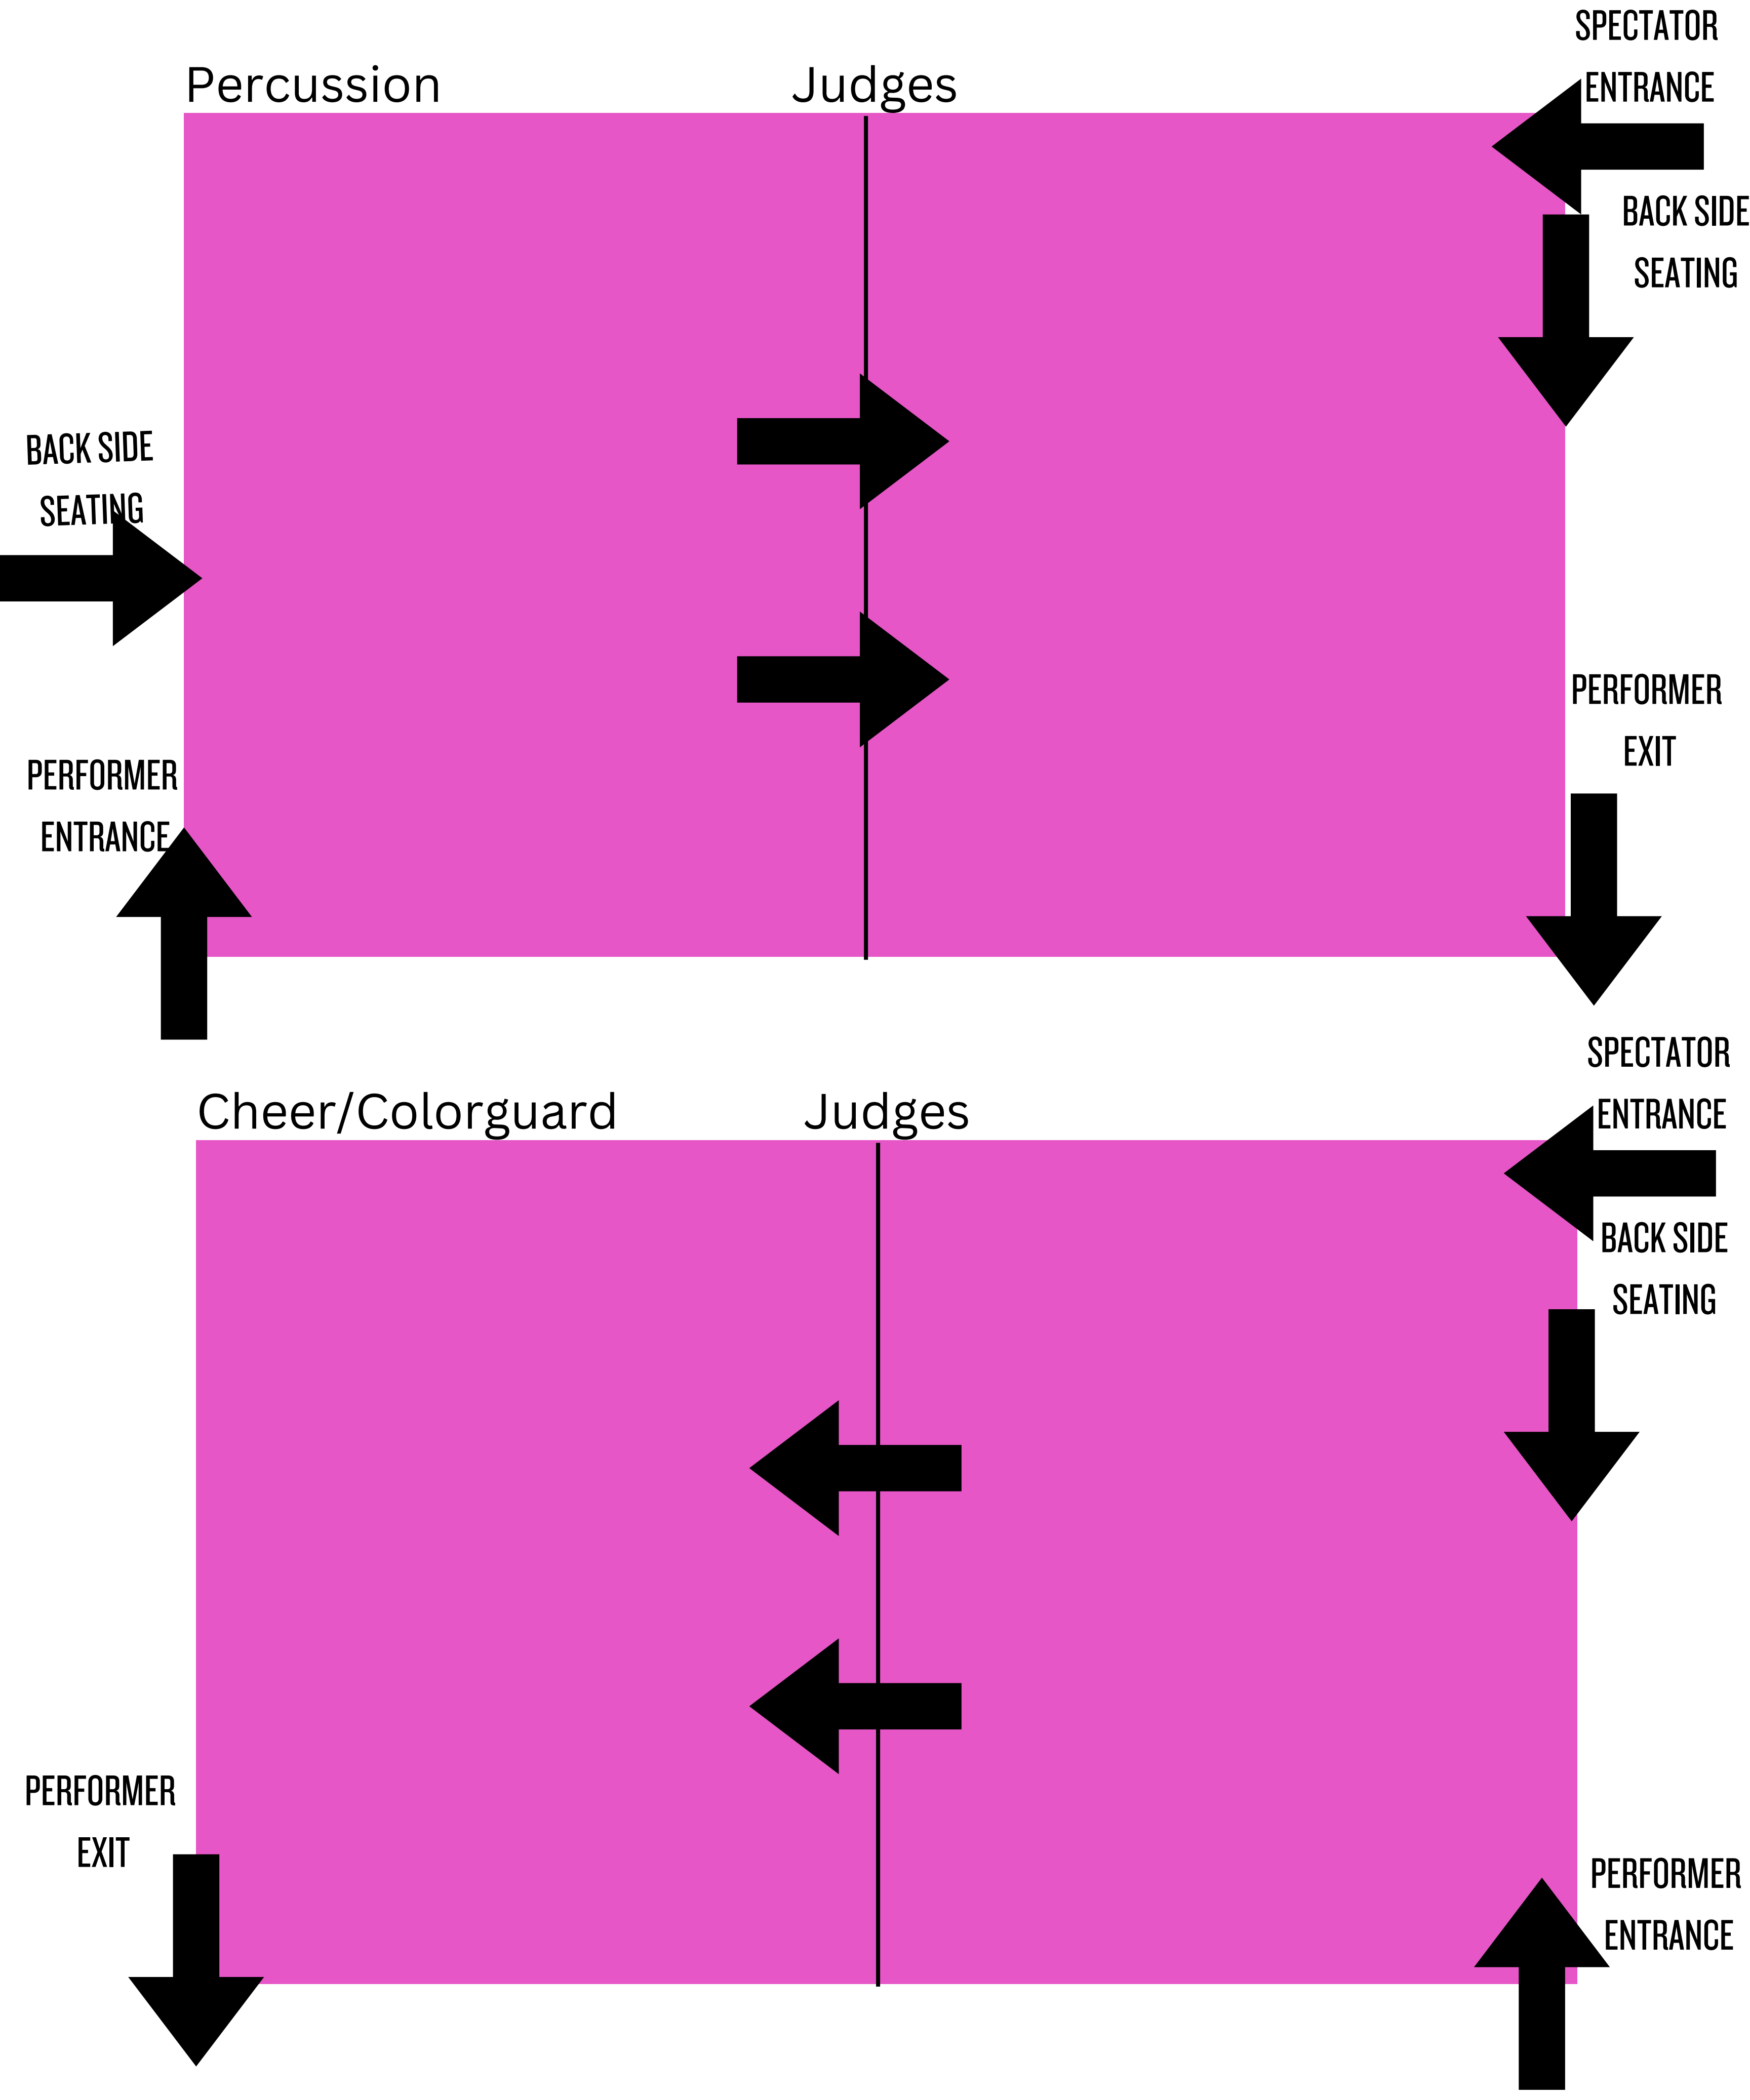 SPECTATOR
ENTRANCE
Percussion
Judges
BACK SIDE
SEATING
BACK SIDE
SEATING
PERFORMER
EXIT
PERFORMER
ENTRANCE
SPECTATOR
ENTRANCE
Cheer/Colorguard
Judges
BACK SIDE
SEATING
PERFORMER
EXIT
PERFORMER
ENTRANCE